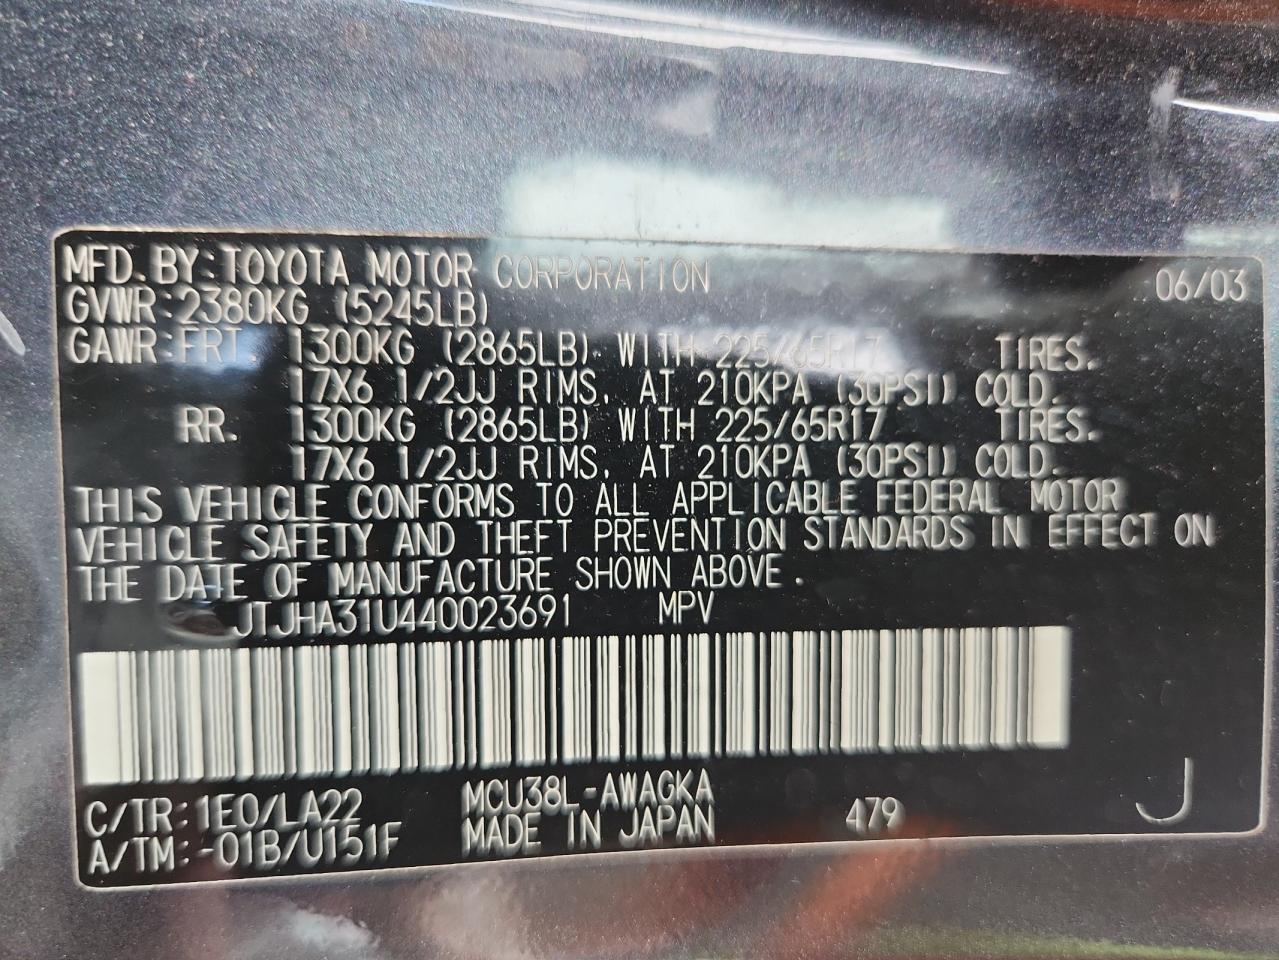 MFD. BY: TOYOTA MOTOR CORPORATION 06/03
GVWR: 2380KG (5245LB)
GAWR: FRT. 1300KG (2865LB) WITH 225/65R17 TIRES.
17X6 1/2JJ RIMS, AT 210KPA (30PSI) COLD.
RR. 1300KG (2865LB) WITH 225/65R17 TIRES.
17X6 1/2JJ RIMS, AT 210KPA (30PSI) COLD.
THIS VEHICLE CONFORMS TO ALL APPLICABLE FEDERAL MOTOR
VEHICLE SAFETY AND THEFT PREVENTION STANDARDS IN EFFECT ON
THE DATE OF MANUFACTURE SHOWN ABOVE.
JTJHA31U440023691 MPV
C/TR: 1E0/LA22 MCU38L-AWAGKA 479 J
A/TM: -01B/U151F MADE IN JAPAN